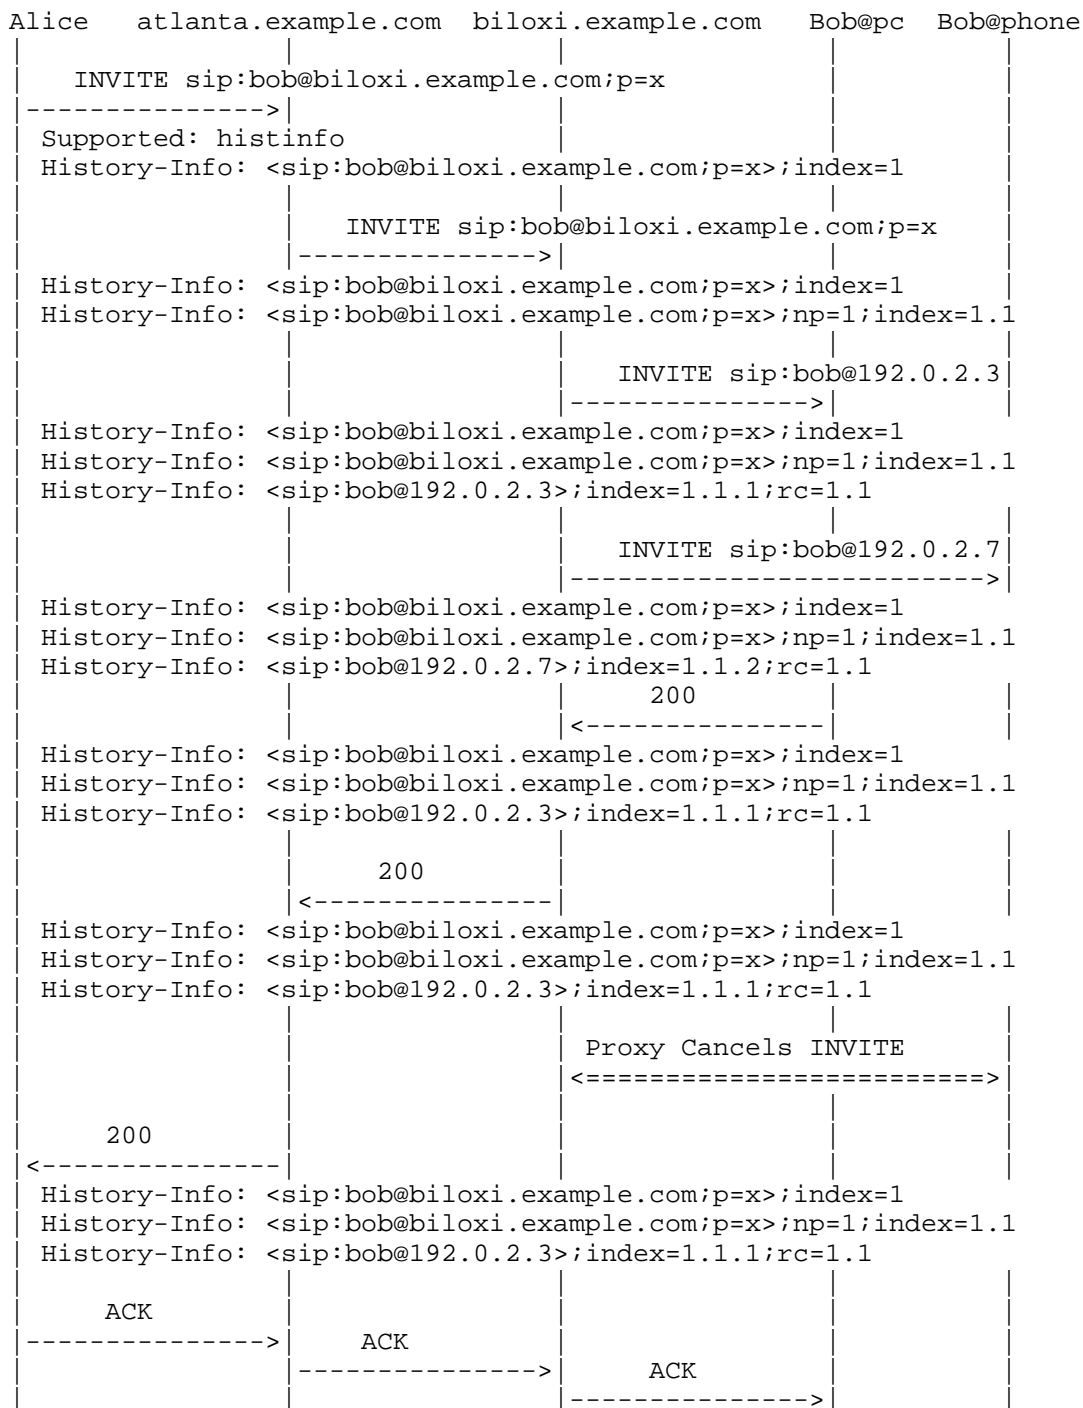 Alice atlanta.example.com biloxi.example.com Bob@pc Bob@phone
INVITE sip:bob@biloxi.example.com;p=x
Supported: histinfo
History-Info: <sip:bob@biloxi.example.com;p=x>;index=1
INVITE sip:bob@biloxi.example.com;p=x
History-Info: <sip:bob@biloxi.example.com;p=x>;index=1
History-Info: <sip:bob@biloxi.example.com;p=x>;np=1;index=1.1
INVITE sip:bob@192.0.2.3
History-Info: <sip:bob@biloxi.example.com;p=x>;index=1
History-Info: <sip:bob@biloxi.example.com;p=x>;np=1;index=1.1
History-Info: <sip:bob@192.0.2.3>;index=1.1.1;rc=1.1
INVITE sip:bob@192.0.2.7
History-Info: <sip:bob@biloxi.example.com;p=x>;index=1
History-Info: <sip:bob@biloxi.example.com;p=x>;np=1;index=1.1
History-Info: <sip:bob@192.0.2.7>;index=1.1.2;rc=1.1
200
History-Info: <sip:bob@biloxi.example.com;p=x>;index=1
History-Info: <sip:bob@biloxi.example.com;p=x>;np=1;index=1.1
History-Info: <sip:bob@192.0.2.3>;index=1.1.1;rc=1.1
200
History-Info: <sip:bob@biloxi.example.com;p=x>;index=1
History-Info: <sip:bob@biloxi.example.com;p=x>;np=1;index=1.1
History-Info: <sip:bob@192.0.2.3>;index=1.1.1;rc=1.1
Proxy Cancels INVITE
200
History-Info: <sip:bob@biloxi.example.com;p=x>;index=1
History-Info: <sip:bob@biloxi.example.com;p=x>;np=1;index=1.1
History-Info: <sip:bob@192.0.2.3>;index=1.1.1;rc=1.1
ACK
ACK
ACK